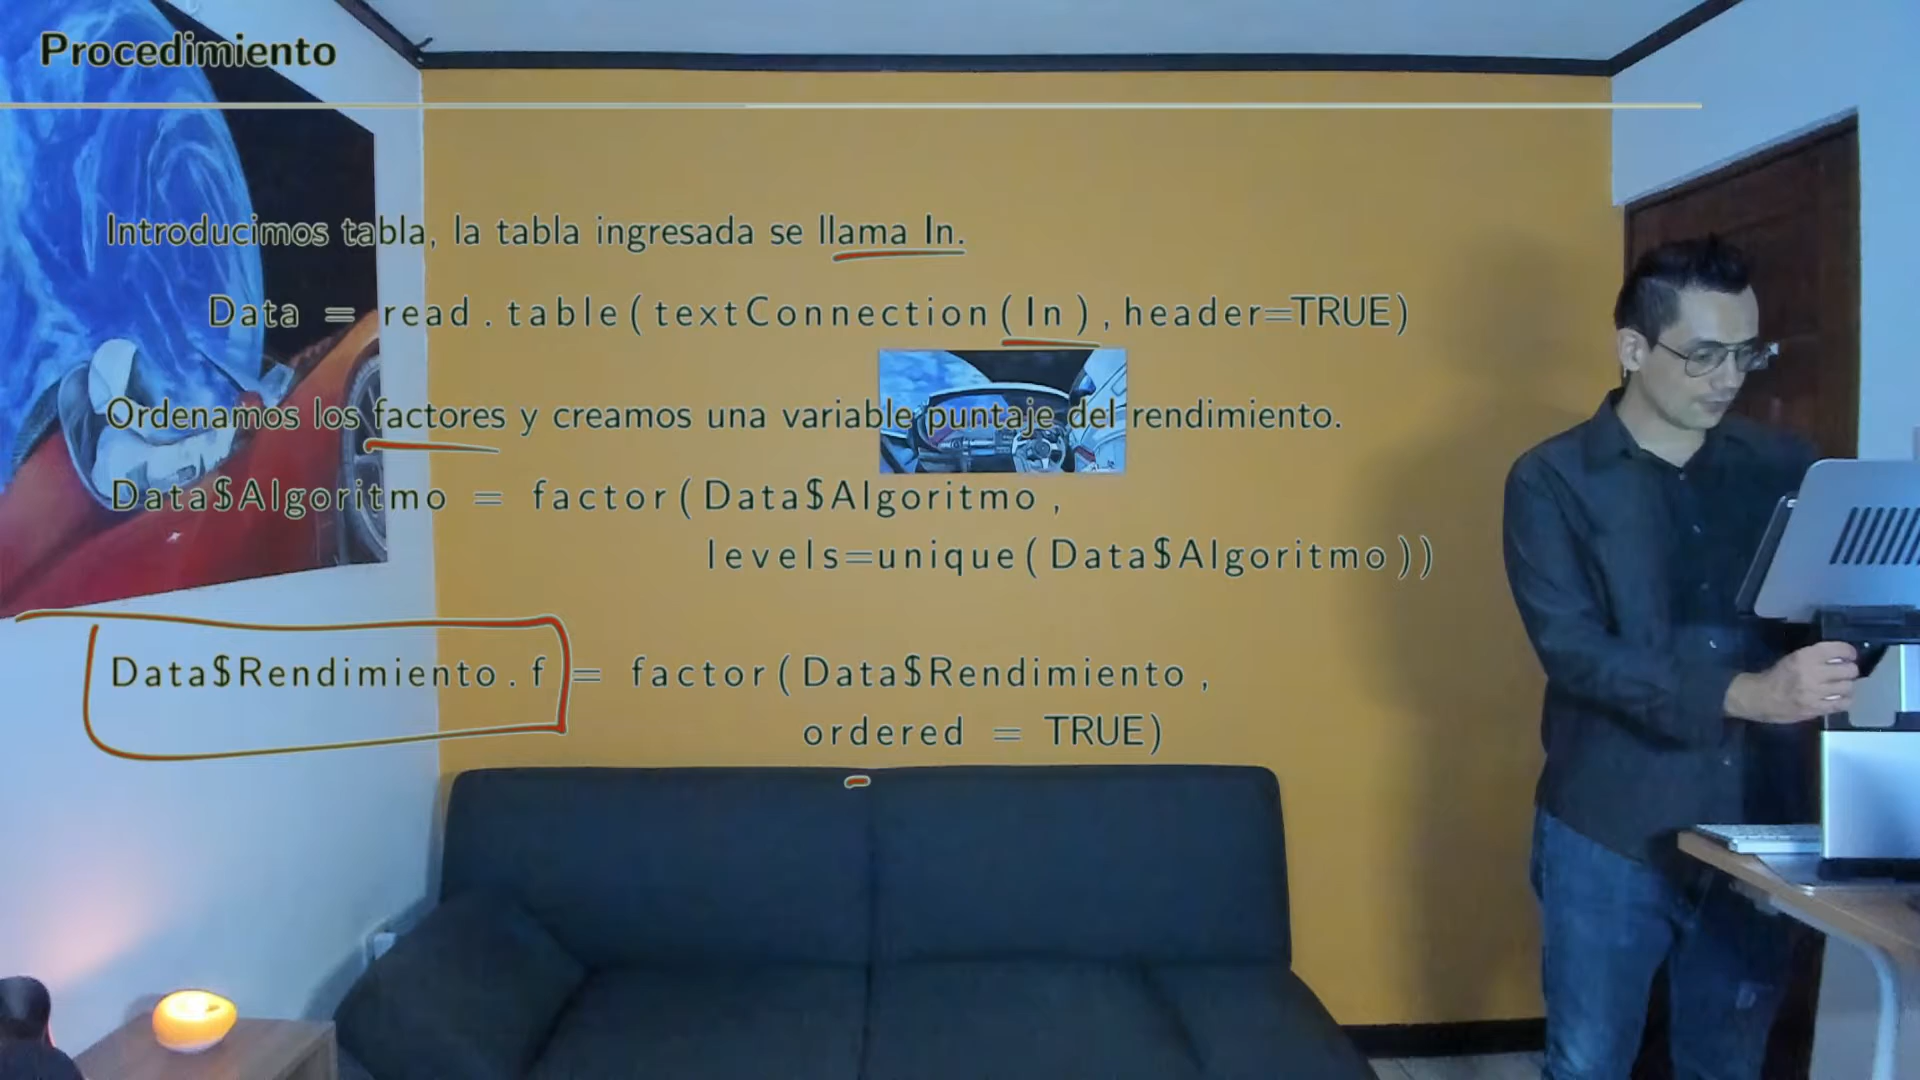 Procedimiento
Introducimos tabla, la tabla ingresada se llama In.
Data = read.table(textConnection(In),header=TRUE)
Ordenamos los factores y creamos una variable puntaje del rendimiento.
Data$Algoritmo = factor(Data$Algoritmo,
levels=unique(Data$Algoritmo))
Data$Rendimiento.f = factor(Data$Rendimiento,
ordered = TRUE)